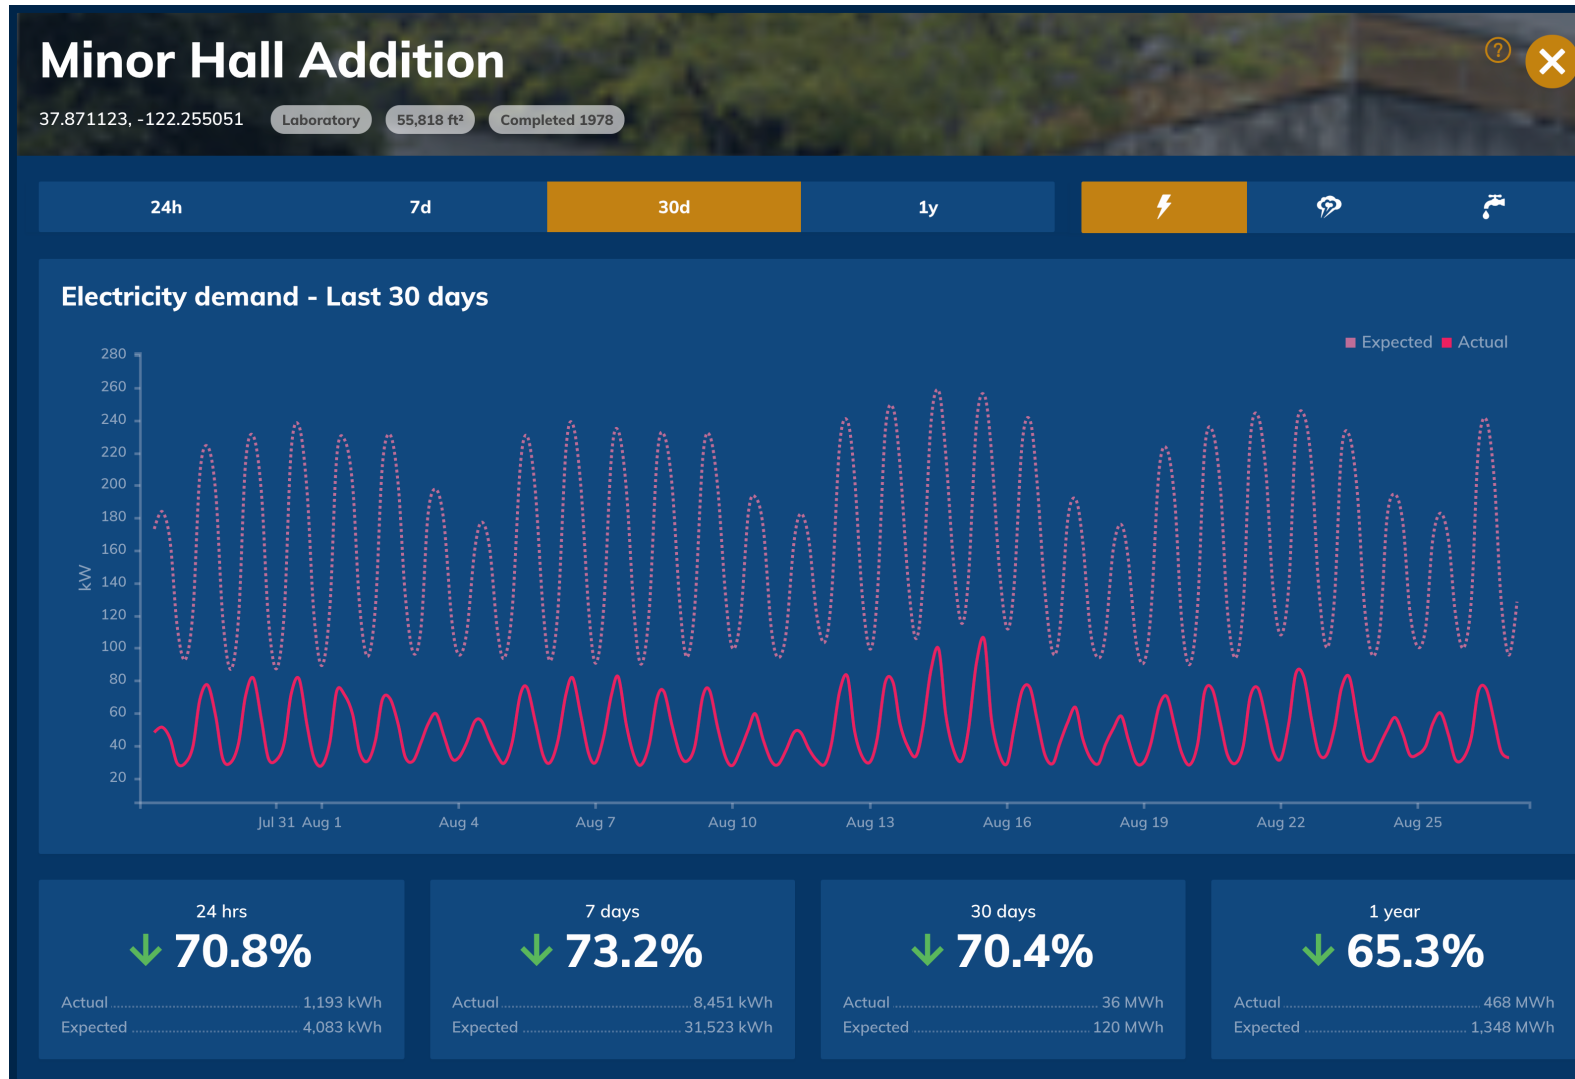 Minor Hall Addition
?
37.871123, -122.255051 Laboratory 55,818 ft² Completed 1978
24h 7d 30d 1y
Electricity demand - Last 30 days
Expected Actual
280
260
240
220
200
180
160
140
120
100
80
60
40
20
kW
Jul 31 Aug 1 Aug 4 Aug 7 Aug 10 Aug 13 Aug 16 Aug 19 Aug 22 Aug 25
24 hrs
70.8%
Actual 1,193 kWh
Expected 4,083 kWh
7 days
73.2%
Actual 8,451 kWh
Expected 31,523 kWh
30 days
70.4%
Actual 36 MWh
Expected 120 MWh
1 year
65.3%
Actual 468 MWh
Expected 1,348 MWh